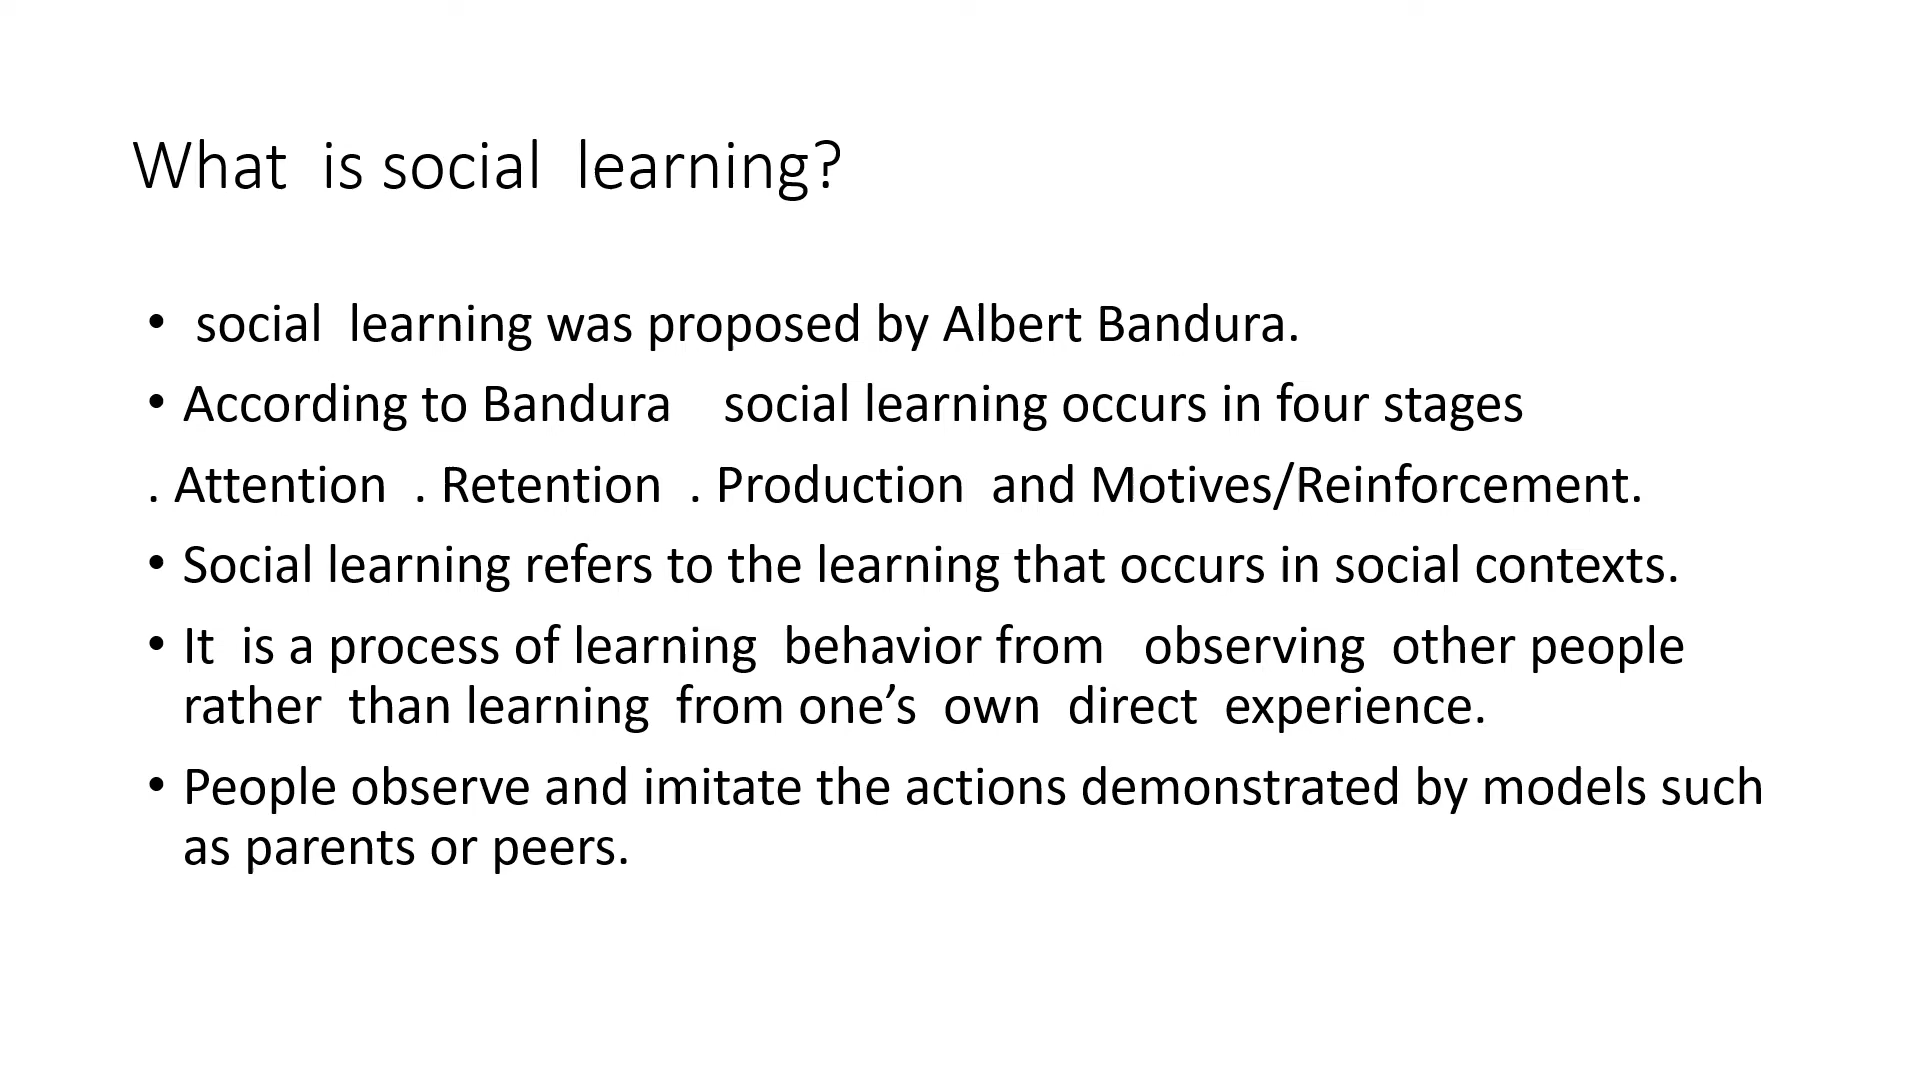 What is social learning?
• social learning was proposed by Albert Bandura.
• According to Bandura social learning occurs in four stages
. Attention . Retention . Production and Motives/Reinforcement.
• Social learning refers to the learning that occurs in social contexts.
• It is a process of learning behavior from observing other people
rather than learning from one’s own direct experience.
• People observe and imitate the actions demonstrated by models such
as parents or peers.